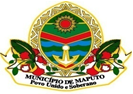 MUNICÍPIO DE MAPUTO
Povo Unido e Soberano